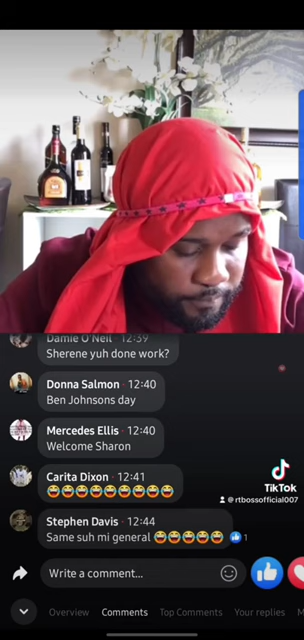 Damie O'Neil · 12:39
Sherene yuh done work?
Donna Salmon · 12:40
Ben Johnsons day
Mercedes Ellis · 12:40
Welcome Sharon
Carita Dixon · 12:41
😆😆😆😆😆😆😆😆😆
Stephen Davis · 12:44
Same suh mi general 😆😆😆😆😆
1
TikTok
@rtbossofficial007
Write a comment...
Overview Comments Top Comments Your replies M